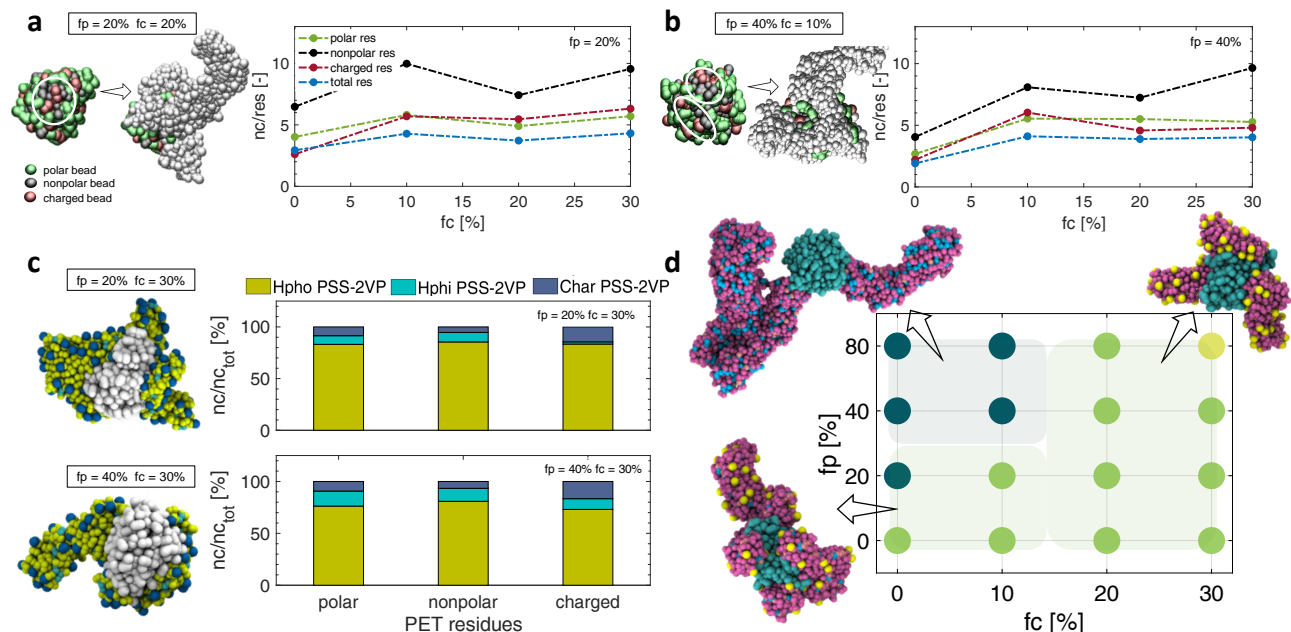 a
fp = 20% fc = 20%
polar bead
nonpolar bead
charged bead
polar res
nonpolar res
charged res
total res
fp = 20%
nc/res [-]
10
5
0
0 5 10 15 20 25 30
fc [%]
b
fp = 40% fc = 10%
fp = 40%
nc/res [-]
10
5
0
0 5 10 15 20 25 30
fc [%]
c
fp = 20% fc = 30%
Hpho PSS-2VP Hphi PSS-2VP Char PSS-2VP
fp = 20% fc = 30%
nc/nctot [%]
100
50
0
fp = 40% fc = 30%
fp = 40% fc = 30%
nc/nctot [%]
100
50
0
polar nonpolar charged
PET residues
d
fp [%]
80
40
20
0
0 10 20 30
fc [%]